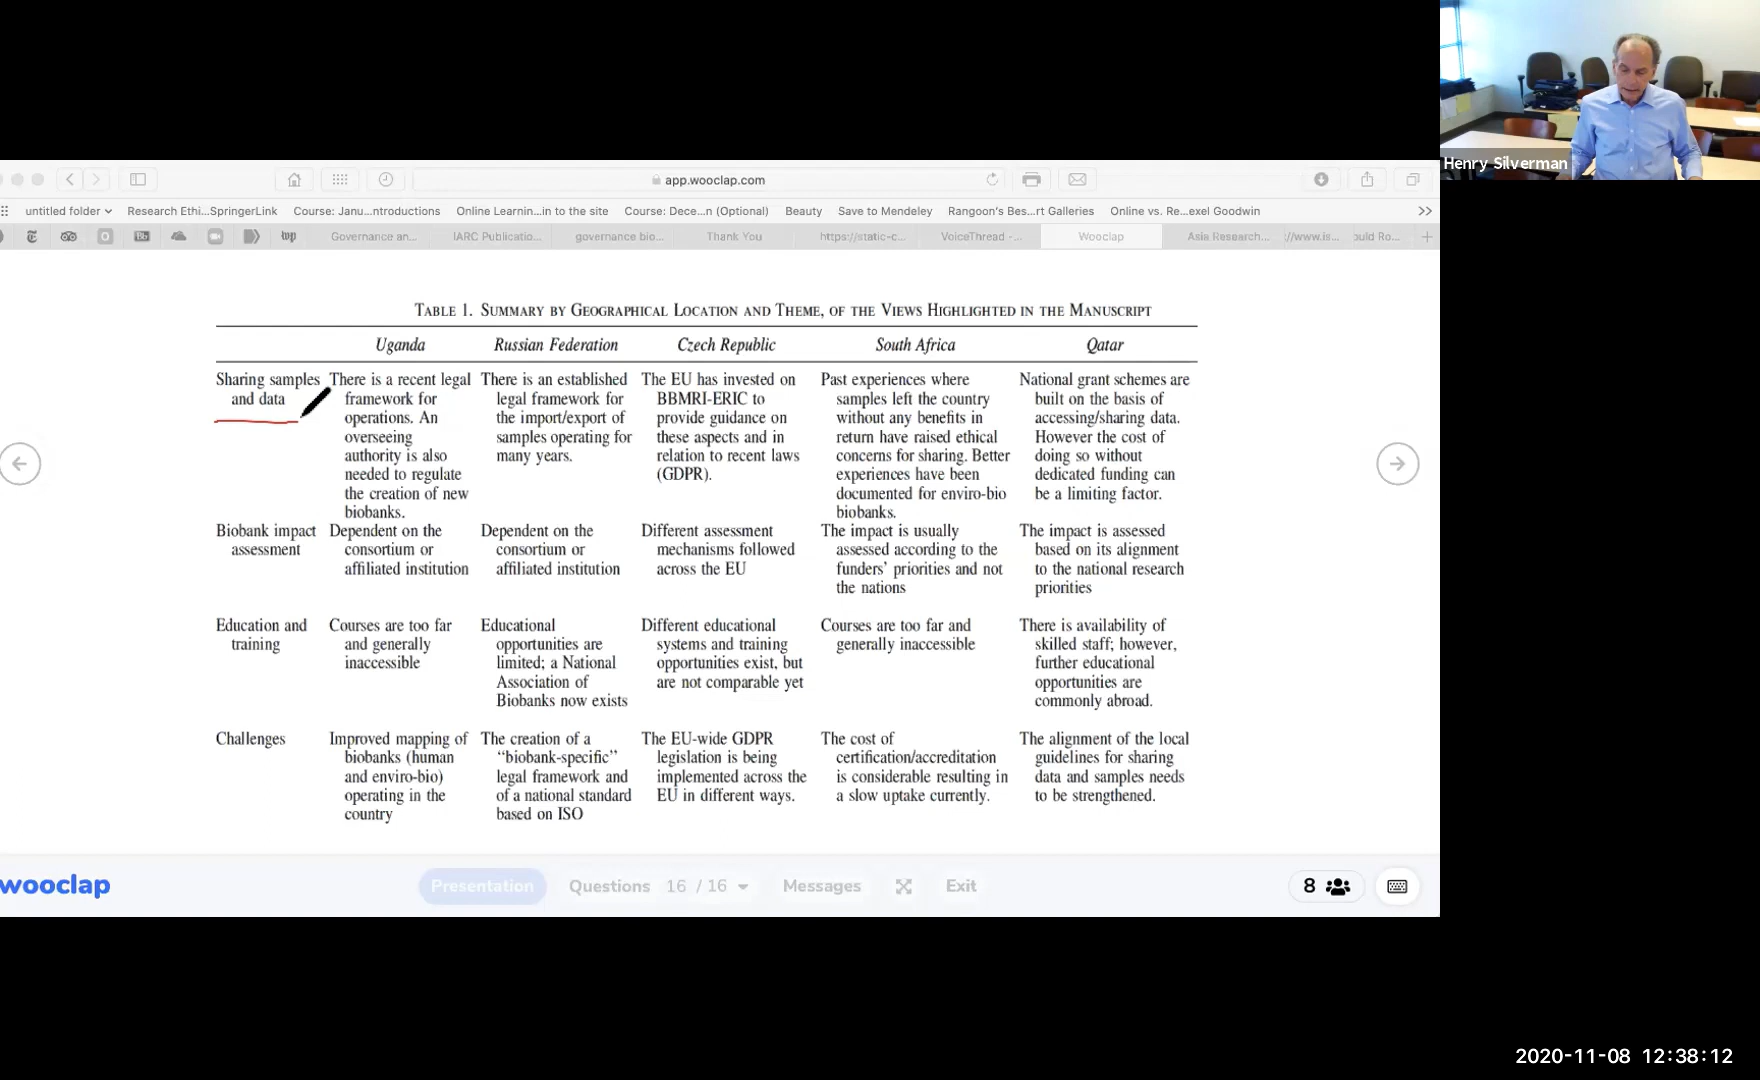 Henry Silverman
app.wooclap.com
untitled folder Research Ethi...SpringerLink Course: Janu...ntroductions Online Learnin...in to the site Course: Dece...n (Optional) Beauty Save to Mendeley Rangoon's Bes...rt Galleries Online vs. Re...exel Goodwin
Governance an... IARC Publicatio... governance bio... Thank You https://static-c... VoiceThread -... Wooclap Asia Research... ://www.is... ould Ro...
TABLE 1. SUMMARY BY GEOGRAPHICAL LOCATION AND THEME, OF THE VIEWS HIGHLIGHTED IN THE MANUSCRIPT
Uganda Russian Federation Czech Republic South Africa Qatar
Sharing samples There is a recent legal There is an established The EU has invested on Past experiences where National grant schemes are
and data framework for legal framework for BBMRI-ERIC to samples left the country built on the basis of
operations. An the import/export of provide guidance on without any benefits in accessing/sharing data.
overseeing samples operating for these aspects and in return have raised ethical However the cost of
authority is also many years. relation to recent laws concerns for sharing. Better doing so without
needed to regulate (GDPR). experiences have been dedicated funding can
the creation of new documented for enviro-bio be a limiting factor.
biobanks. biobanks.
Biobank impact Dependent on the Dependent on the Different assessment The impact is usually The impact is assessed
assessment consortium or consortium or mechanisms followed assessed according to the based on its alignment
affiliated institution affiliated institution across the EU funders' priorities and not to the national research
the nations priorities
Education and Courses are too far Educational Different educational Courses are too far and There is availability of
training and generally opportunities are systems and training generally inaccessible skilled staff; however,
inaccessible limited; a National opportunities exist, but further educational
Association of are not comparable yet opportunities are
Biobanks now exists commonly abroad.
Challenges Improved mapping of The creation of a The EU-wide GDPR The cost of The alignment of the local
biobanks (human "biobank-specific" legislation is being certification/accreditation guidelines for sharing
and enviro-bio) legal framework and implemented across the is considerable resulting in data and samples needs
operating in the of a national standard EU in different ways. a slow uptake currently. to be strengthened.
country based on ISO
wooclap Presentation Questions 16 / 16 Messages Exit 8
2020-11-08 12:38:12